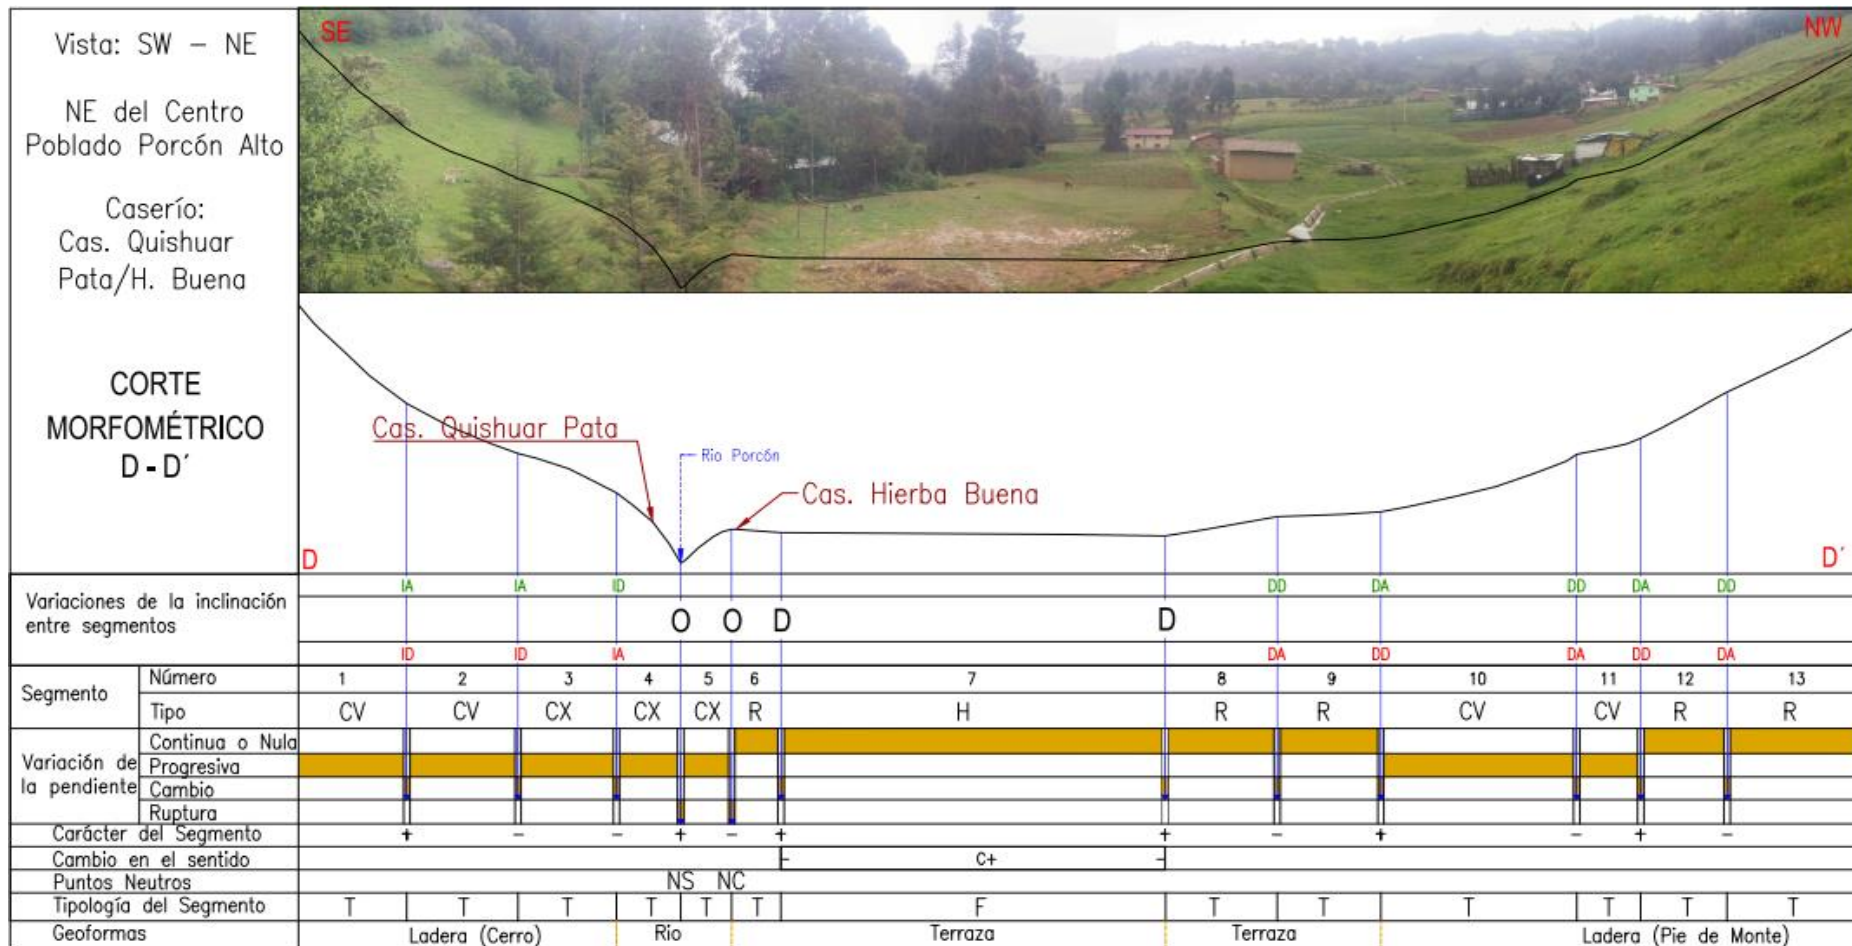 Vista: SW – NE
NE del Centro
Poblado Porcón Alto
Caserío:
Cas. Quishuar
Pata/H. Buena
CORTE
MORFOMÉTRICO
D - D´
SE
NW
Cas. Quishuar Pata
Rio Porcón
Cas. Hierba Buena
D
D´
Variaciones de la inclinación
entre segmentos
IA IA ID DD DA DD DA DD
O O D D
ID ID IA DA DD DA DD DA
Segmento
Número 1 2 3 4 5 6 7 8 9 10 11 12 13
Tipo CV CV CX CX CX R H R R CV CV R R
Variación de
la pendiente
Continua o Nula
Progresiva
Cambio
Ruptura
Carácter del Segmento + – – + – + + – + – + –
Cambio en el sentido – C+ –
Puntos Neutros NS NC
Tipología del Segmento T T T T T T F T T T T T T
Geoformas Ladera (Cerro) Rio Terraza Terraza Ladera (Pie de Monte)